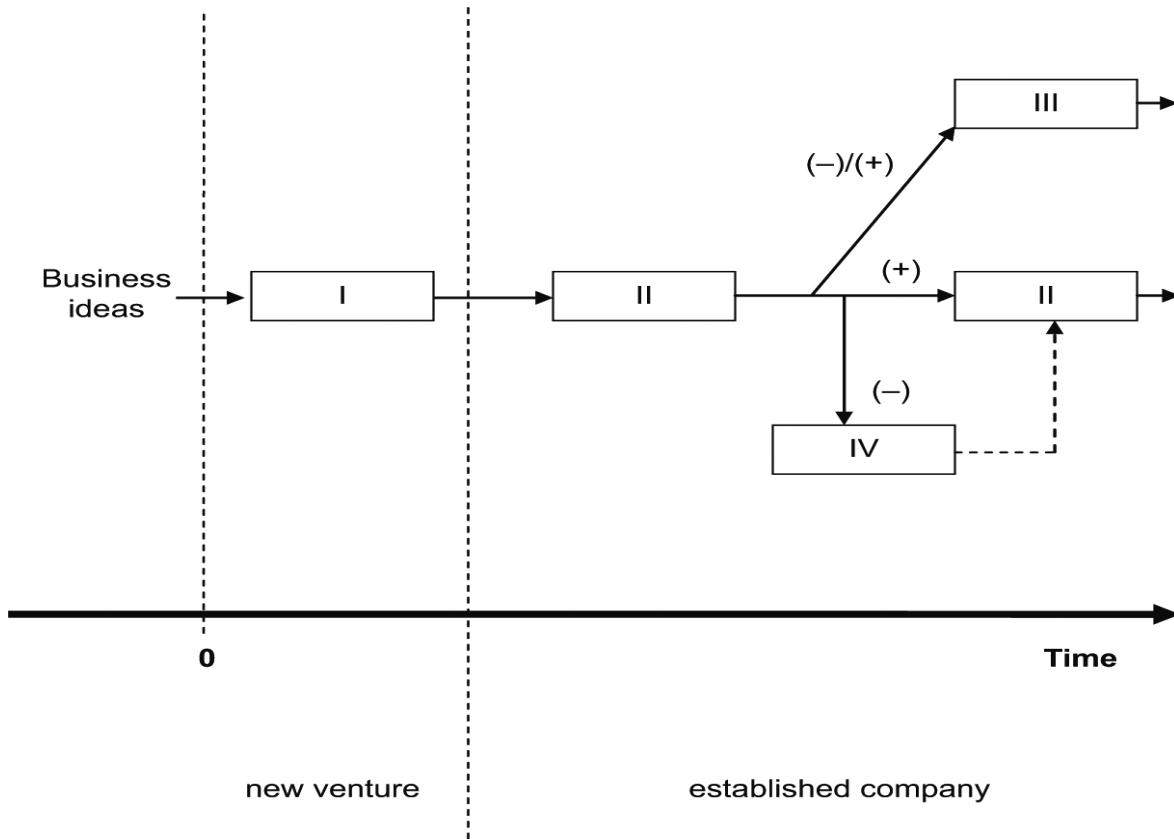 III
(–)/(+)
Business
ideas
I
II
(+)
II
(–)
IV
0
Time
new venture
established company